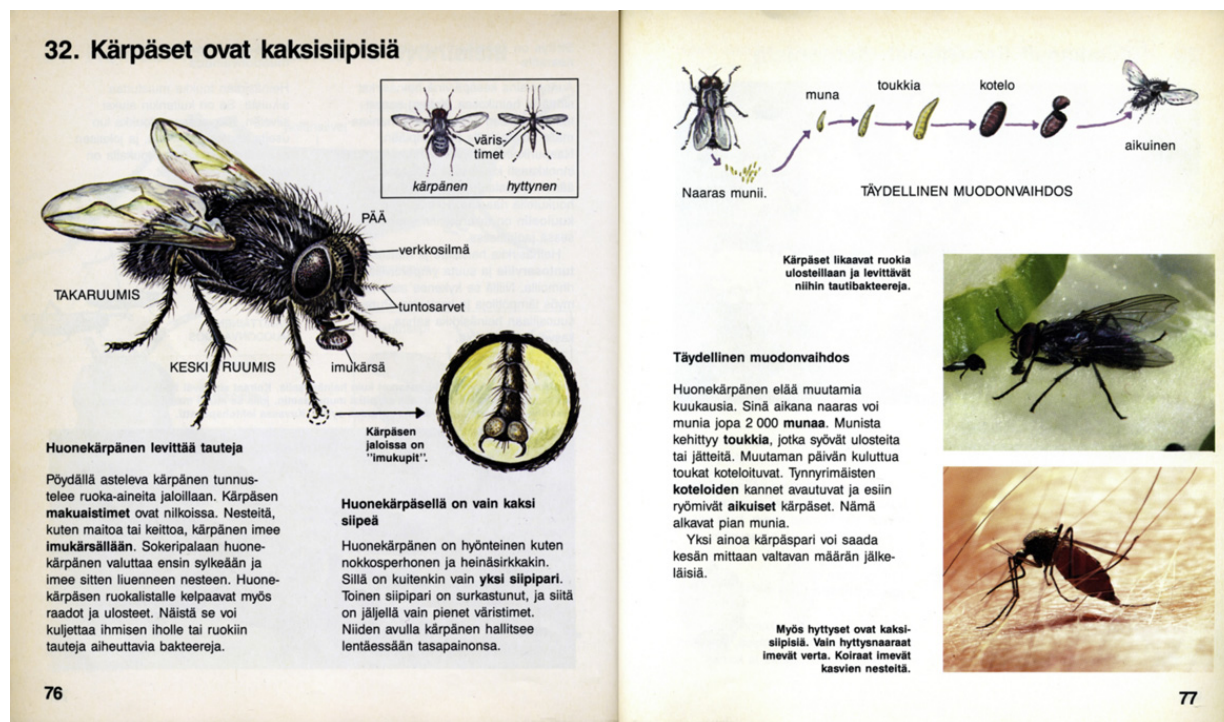 32. Kärpäset ovat kaksisiipisiä
väris-
timet
kärpänen
hyttynen
PÄÄ
verkkosilmä
tuntosarvet
imukärsä
TAKARUUMIS
KESKI RUUMIS
Kärpäsen
jaloissa on
"imukupit".
Huonekärpänen levittää tauteja
Pöydällä asteleva kärpänen tunnus-
telee ruoka-aineita jaloillaan. Kärpäsen
makuaistimet ovat nilkoissa. Nesteitä,
kuten maitoa tai keittoa, kärpänen imee
imukärsällään. Sokeripalaan huone-
kärpänen valuttaa ensin sylkeään ja
imee sitten liuenneen nesteen. Huone-
kärpäsen ruokalistalle kelpaavat myös
raadot ja ulosteet. Näistä se voi
kuljettaa ihmisen iholle tai ruokiin
tauteja aiheuttavia bakteereja.
Huonekärpäsellä on vain kaksi
siipeä
Huonekärpänen on hyönteinen kuten
nokkosperhonen ja heinäsirkkakin.
Sillä on kuitenkin vain yksi siipipari.
Toinen siipipari on surkastunut, ja siitä
on jäljellä vain pienet väristimet.
Niiden avulla kärpänen hallitsee
lentäessään tasapainonsa.
76
Naaras munii.
muna
toukkia
kotelo
aikuinen
TÄYDELLINEN MUODONVAIHDOS
Kärpäset likaavat ruokia
ulosteillaan ja levittävät
niihin tautibakteereja.
Täydellinen muodonvaihdos
Huonekärpänen elää muutamia
kuukausia. Sinä aikana naaras voi
munia jopa 2 000 munaa. Munista
kehittyy toukkia, jotka syövät ulosteita
tai jätteitä. Muutaman päivän kuluttua
toukat koteloituvat. Tynnyrimäisten
koteloiden kannet avautuvat ja esiin
ryömivät aikuiset kärpäset. Nämä
alkavat pian munia.
Yksi ainoa kärpäspari voi saada
kesän mittaan valtavan määrän jälke-
läisiä.
Myös hyttyset ovat kaksi-
siipisiä. Vain hyttysnaaraat
imevät verta. Koiraat imevät
kasvien nesteitä.
77